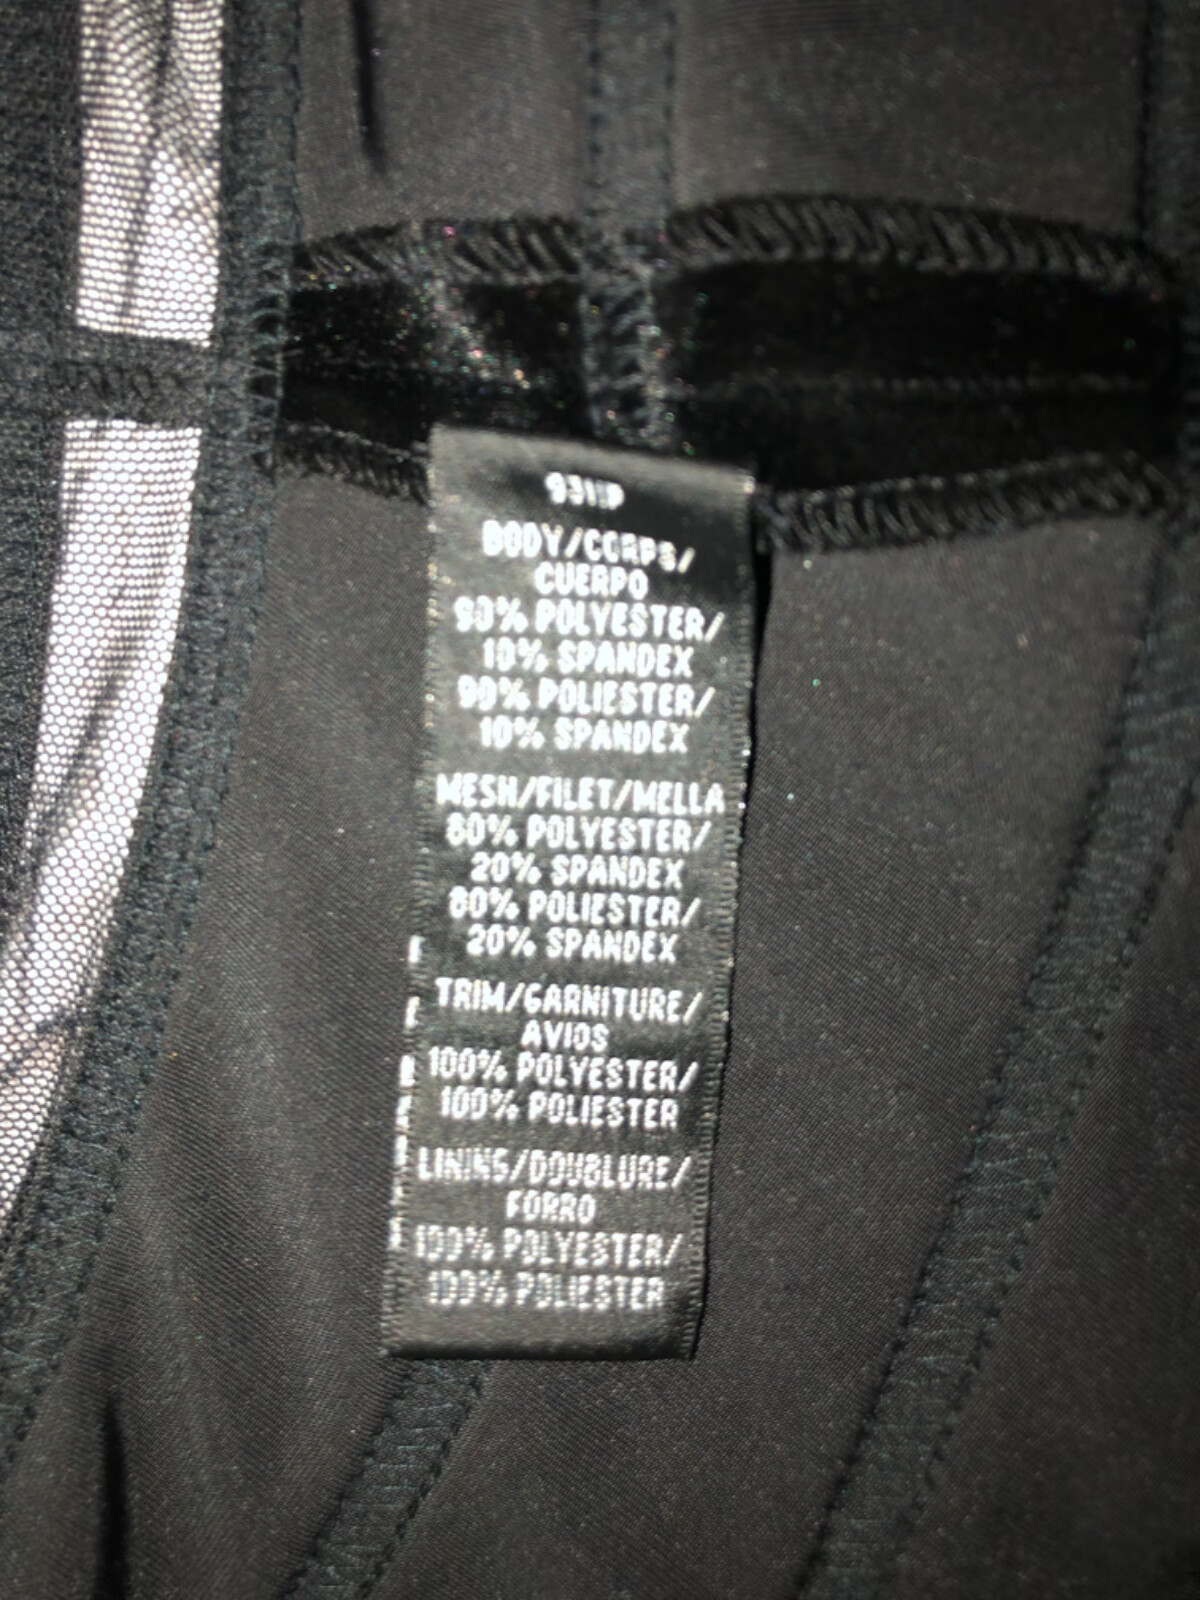 BODY/CORPS/
CUERPO
90% POLYESTER/
10% SPANDEX
90% POLIESTER/
10% SPANDEX
MESH/FILET/MELLA
80% POLYESTER/
20% SPANDEX
80% POLIESTER/
20% SPANDEX
TRIM/GARNITURE/
AVIOS
100% POLYESTER/
100% POLIESTER
LINING/DOUBLURE/
FORRO
100% POLYESTER/
100% POLIESTER